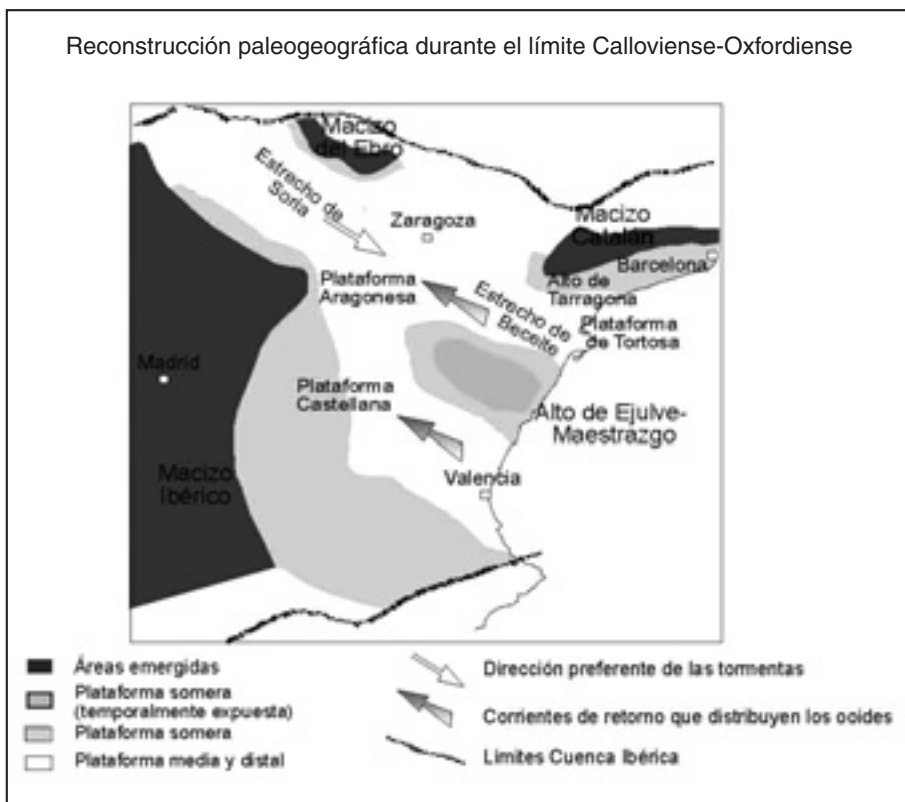 Reconstrucción paleogeográfica durante el límite Calloviense-Oxfordiense
Macizo
del Ebro
Estrecho de
Soria
Zaragoza
Macizo
Catalán
Barcelona
Alto de
Tarragona
Plataforma
Aragonesa
Estrecho de
Beceite
Plataforma
de Tortosa
Madrid
Plataforma
Castellana
Alto de Ejulve-
Maestrazgo
Macizo
Ibérico
Valencia
Áreas emergidas
Plataforma somera
(temporalmente expuesta)
Plataforma somera
Plataforma media y distal
Dirección preferente de las tormentas
Corrientes de retorno que distribuyen los ooides
Limites Cuenca Ibérica